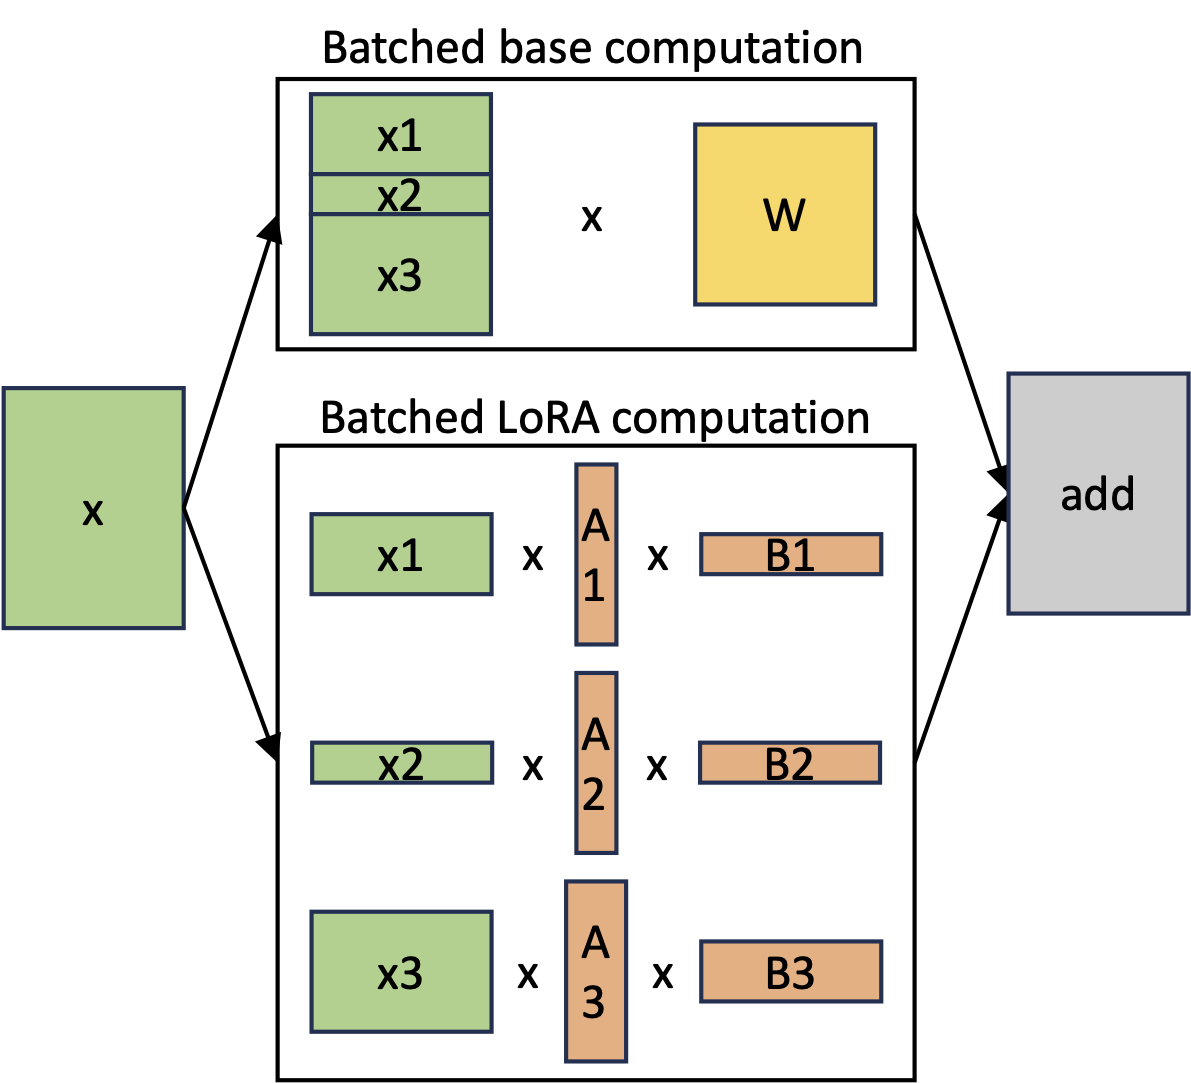 Batched base computation
x1
x2
x3
x
W
x
Batched LoRA computation
x1 x A
1 x B1
x2 x A
2 x B2
x3 x A
3 x B3
add